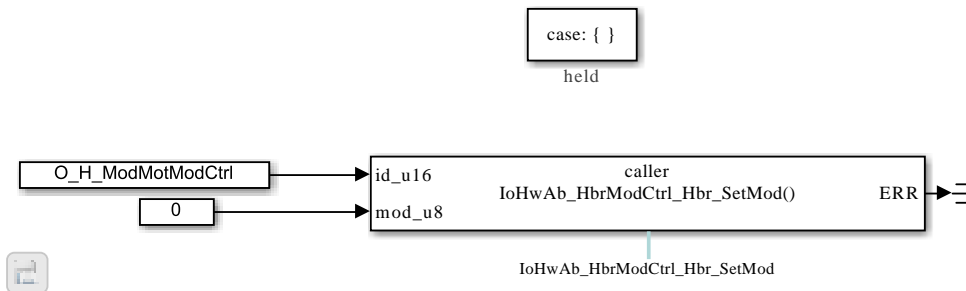 case: { }
held
O_H_ModMotModCtrl
0
id_u16
mod_u8
caller
IoHwAb_HbrModCtrl_Hbr_SetMod()
ERR
IoHwAb_HbrModCtrl_Hbr_SetMod